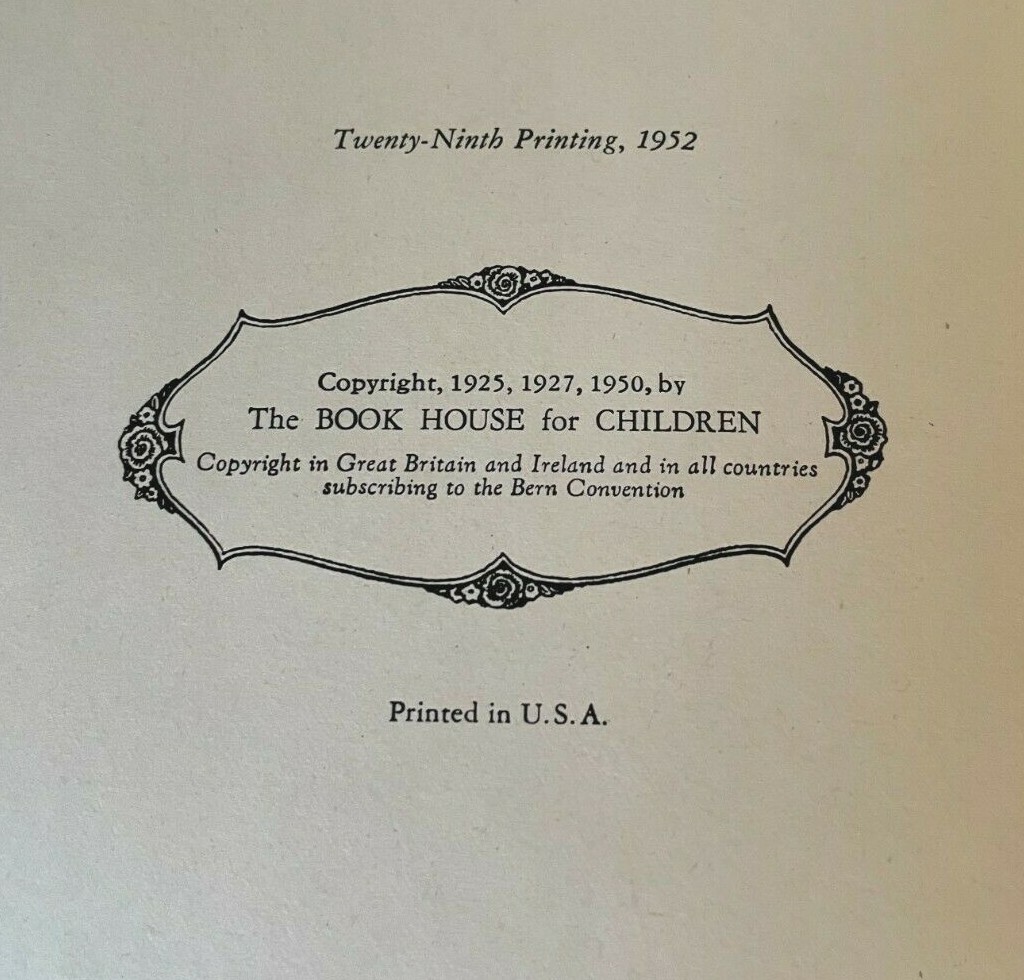 Twenty-Ninth Printing, 1952
Copyright, 1925, 1927, 1950, by
The BOOK HOUSE for CHILDREN
Copyright in Great Britain and Ireland and in all countries
subscribing to the Bern Convention
Printed in U.S.A.